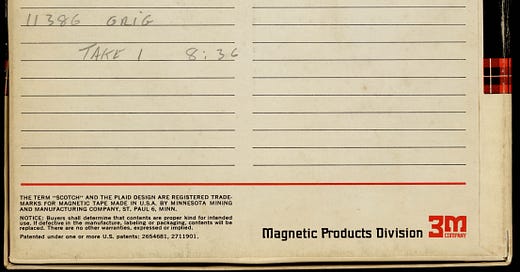 11386 GRIG
TAKE 1 8:36
THE TERM "SCOTCH" AND THE PLAID DESIGN ARE REGISTERED TRADE-
MARKS FOR MAGNETIC TAPE MADE IN U.S.A. BY MINNESOTA MINING
AND MANUFACTURING COMPANY, ST. PAUL 6, MINN.
NOTICE: Buyers shall determine that contents are proper kind for intended
use. If defective in the manufacture, labeling or packaging, contents will be
replaced. There are no other warranties, expressed or implied.
Patented under one or more U.S. patents: 2654681, 2711901,
Magnetic Products Division 3M
COMPANY